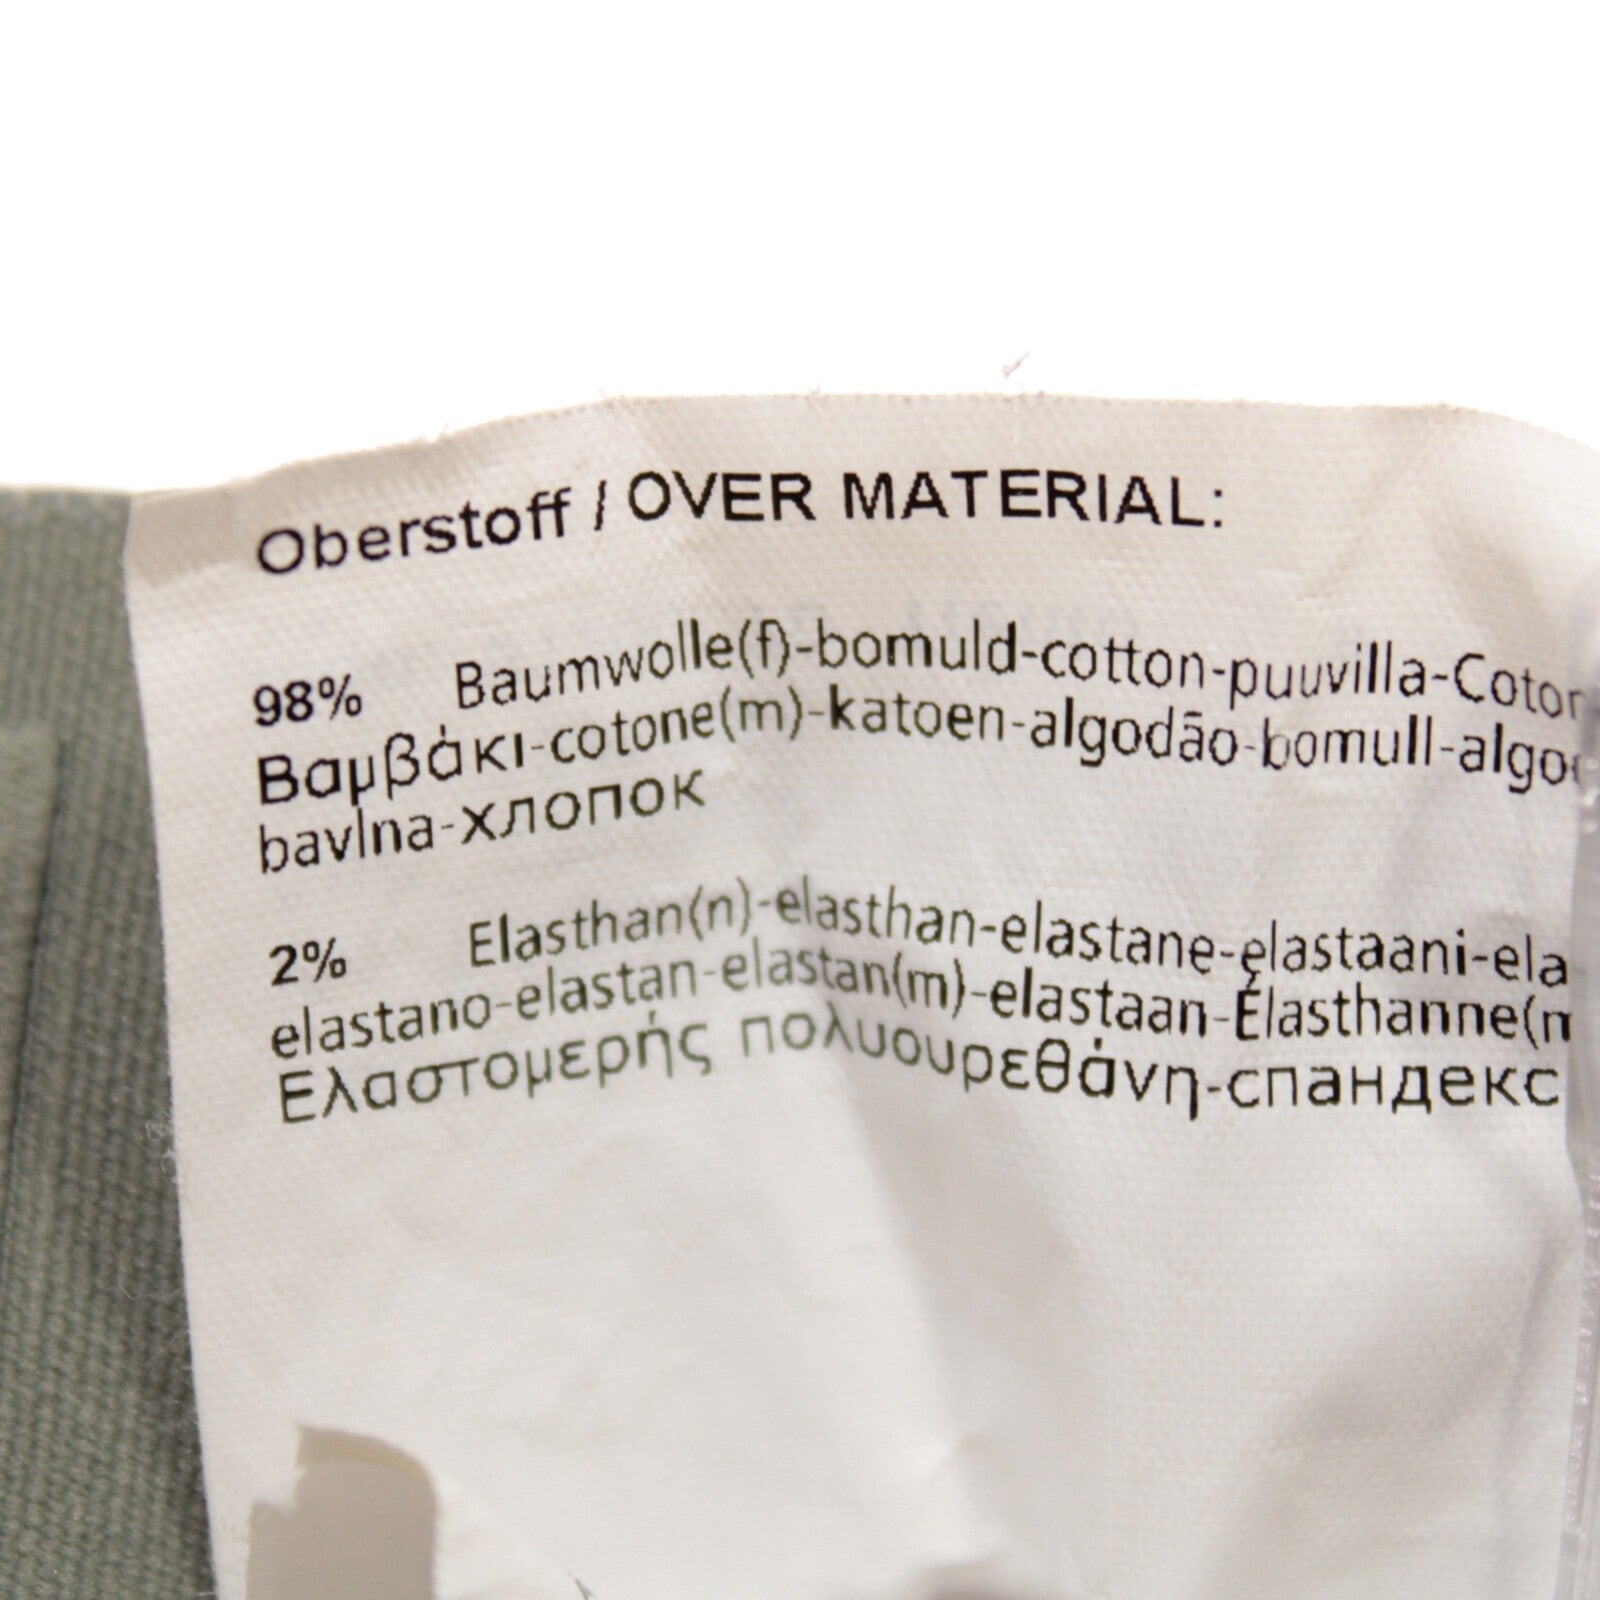 Oberstoff / OVER MATERIAL:
98% Baumwolle(f)-bomuld-cotton-puuvilla-Coton
Βαμβάκι-cotone(m)-katoen-algodão-bomull-algo
bavlna-хлопок
2% Elasthan(n)-elasthan-elastane-elastaani-ela
elastano-elastan-elastan(m)-elastaan-Élasthanne(m
Ελαστομερής πολυουρεθάνη-спандекс